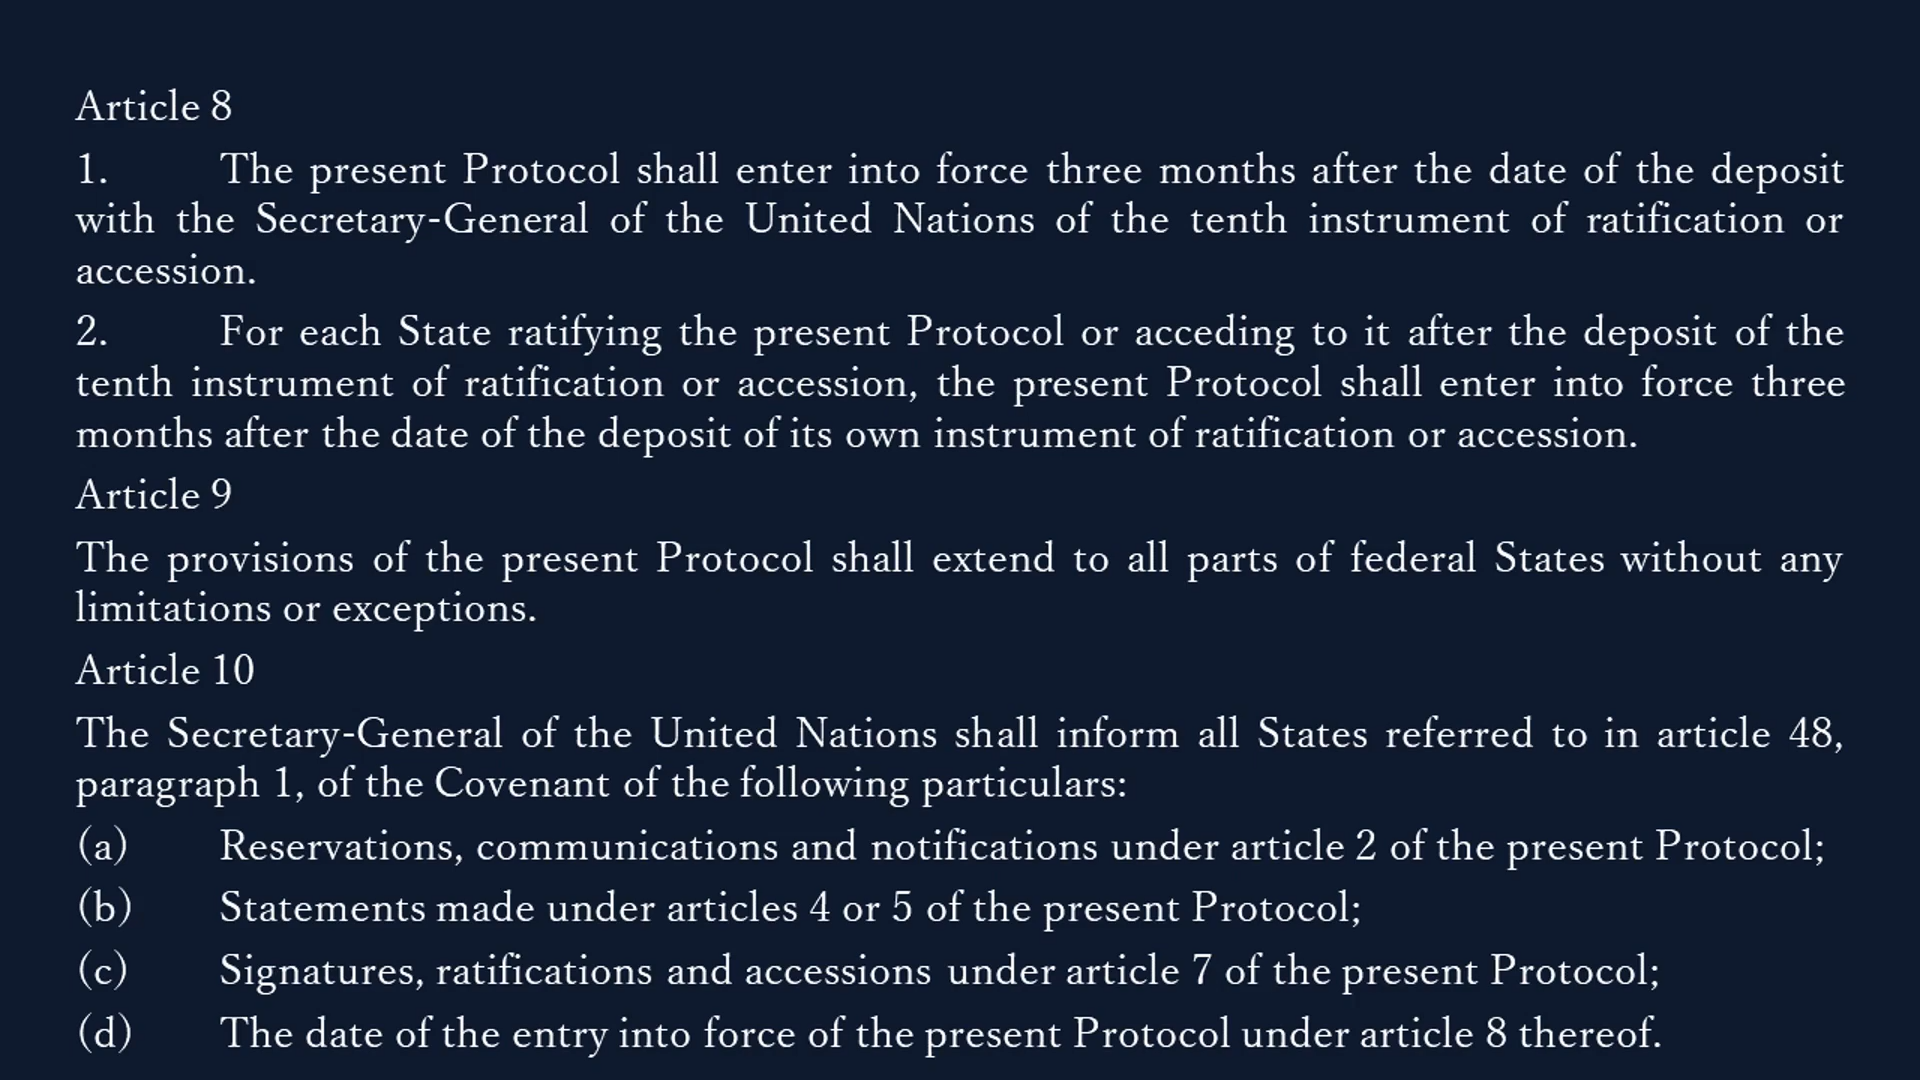 Article 8
1. The present Protocol shall enter into force three months after the date of the deposit
with the Secretary-General of the United Nations of the tenth instrument of ratification or
accession.
2. For each State ratifying the present Protocol or acceding to it after the deposit of the
tenth instrument of ratification or accession, the present Protocol shall enter into force three
months after the date of the deposit of its own instrument of ratification or accession.
Article 9
The provisions of the present Protocol shall extend to all parts of federal States without any
limitations or exceptions.
Article 10
The Secretary-General of the United Nations shall inform all States referred to in article 48,
paragraph 1, of the Covenant of the following particulars:
(a) Reservations, communications and notifications under article 2 of the present Protocol;
(b) Statements made under articles 4 or 5 of the present Protocol;
(c) Signatures, ratifications and accessions under article 7 of the present Protocol;
(d) The date of the entry into force of the present Protocol under article 8 thereof.